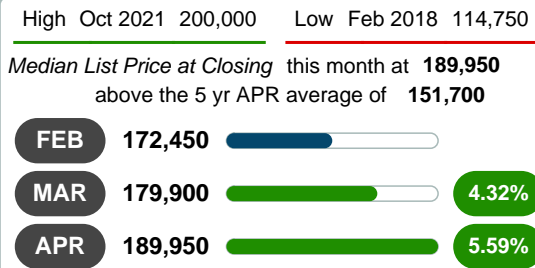 High Oct 2021 200,000 Low Feb 2018 114,750
Median List Price at Closing this month at 189,950
above the 5 yr APR average of 151,700
FEB 172,450
MAR 179,900 4.32%
APR 189,950 5.59%